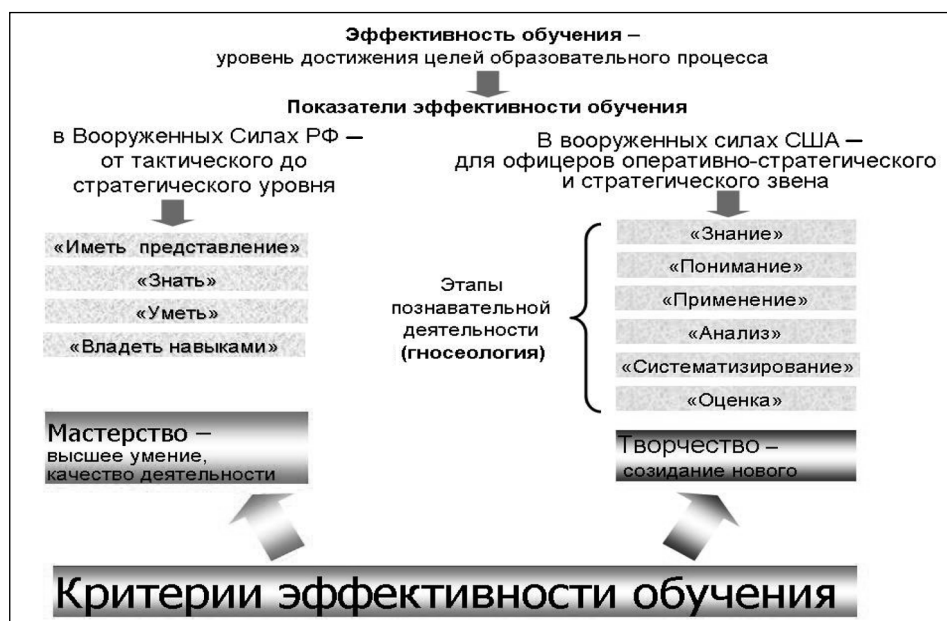 Эффективность обучения –
уровень достижения целей образовательного процесса
Показатели эффективности обучения
в Вооруженных Силах РФ –
от тактического до
стратегического уровня
«Иметь представление»
«Знать»
«Уметь»
«Владеть навыками»
Мастерство –
высшее умение,
качество деятельности
В вооруженных силах США –
для офицеров оперативно-стратегического
и стратегического звена
Этапы
познавательной
деятельности
(гносеология)
«Знание»
«Понимание»
«Применение»
«Анализ»
«Систематизирование»
«Оценка»
Творчество –
созидание нового
Критерии эффективности обучения